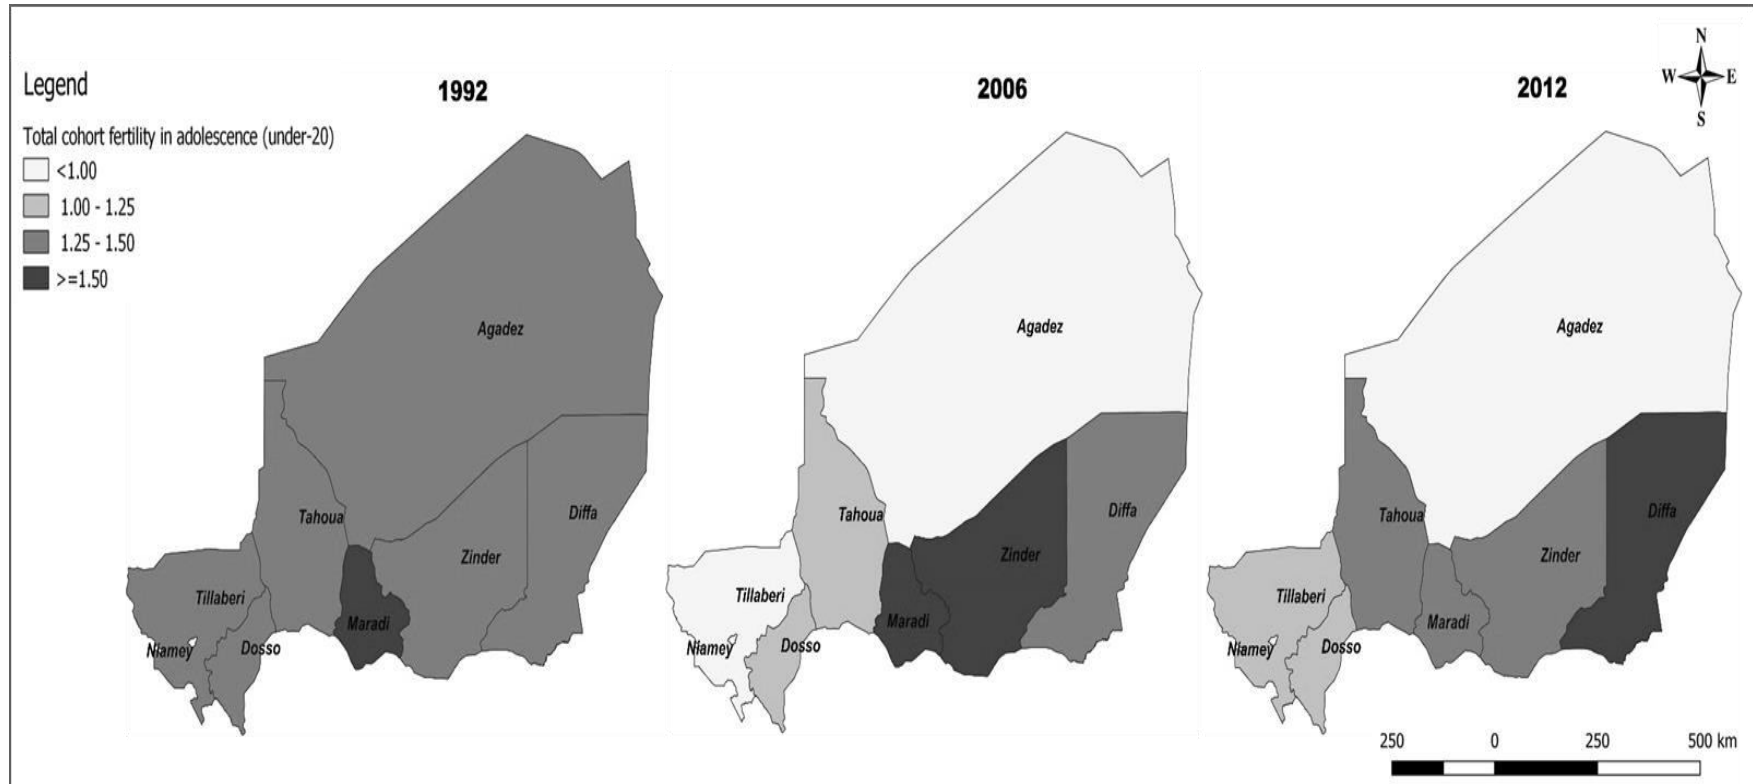 Legend
Total cohort fertility in adolescence (under-20)
<1.00
1.00 - 1.25
1.25 - 1.50
>=1.50
1992
Agadez
Tahoua
Diffa
Zinder
Tillaberi
Maradi
Niamey
Dosso
2006
Agadez
Tahoua
Diffa
Zinder
Tillaberi
Maradi
Dosso
2012
Agadez
Tahoua
Diffa
Zinder
Tillaberi
Maradi
Niamey
Dosso
N
W E
S
250 0 250 500 km